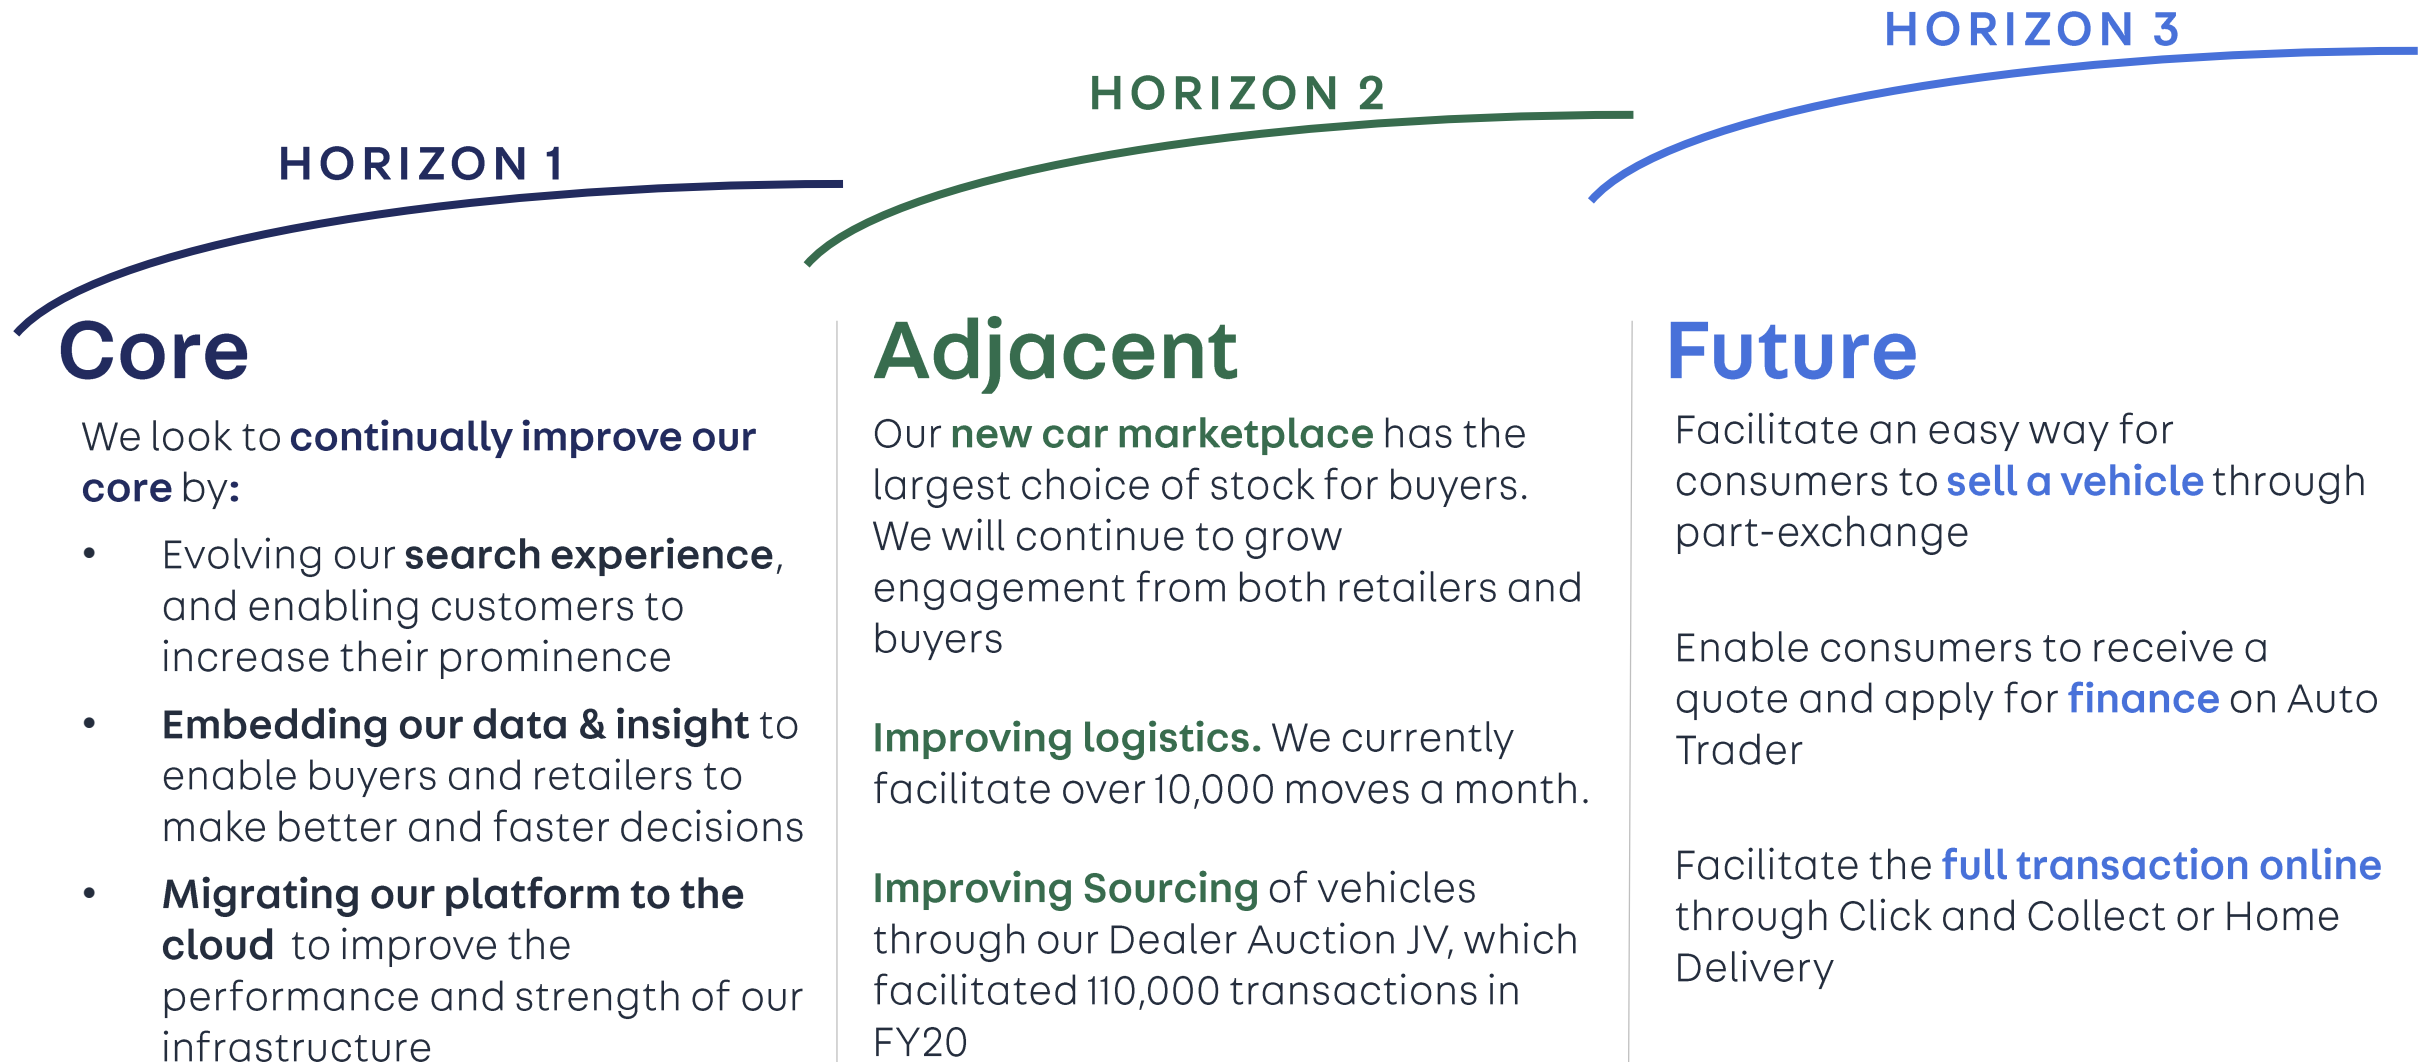 HORIZON 1
HORIZON 2
HORIZON 3
Core
We look to continually improve our
core by:
• Evolving our search experience,
and enabling customers to
increase their prominence
• Embedding our data & insight to
enable buyers and retailers to
make better and faster decisions
• Migrating our platform to the
cloud to improve the
performance and strength of our
infrastructure
Adjacent
Our new car marketplace has the
largest choice of stock for buyers.
We will continue to grow
engagement from both retailers and
buyers
Improving logistics. We currently
facilitate over 10,000 moves a month.
Improving Sourcing of vehicles
through our Dealer Auction JV, which
facilitated 110,000 transactions in
FY20
Future
Facilitate an easy way for
consumers to sell a vehicle through
part-exchange
Enable consumers to receive a
quote and apply for finance on Auto
Trader
Facilitate the full transaction online
through Click and Collect or Home
Delivery